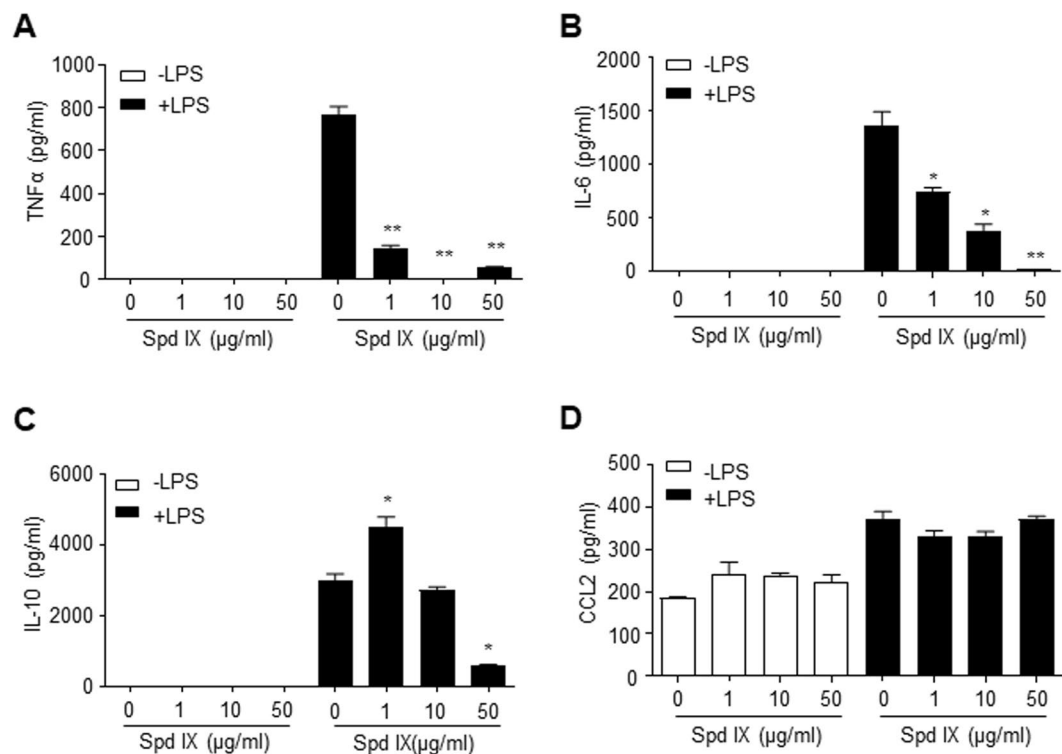 A
1000
800
600
400
200
0
TNFα (pg/ml)
-LPS
+LPS
** ** **
0 1 10 50 0 1 10 50
Spd IX (µg/ml) Spd IX (µg/ml)
B
2000
1500
1000
500
0
IL-6 (pg/ml)
-LPS
+LPS
* * **
0 1 10 50 0 1 10 50
Spd IX (µg/ml) Spd IX (µg/ml)
C
6000
4000
2000
0
IL-10 (pg/ml)
-LPS
+LPS
* *
0 1 10 50 0 1 10 50
Spd IX (µg/ml) Spd IX(µg/ml)
D
500
400
300
200
100
0
CCL2 (pg/ml)
-LPS
+LPS
0 1 10 50 0 1 10 50
Spd IX (µg/ml) Spd IX (µg/ml)